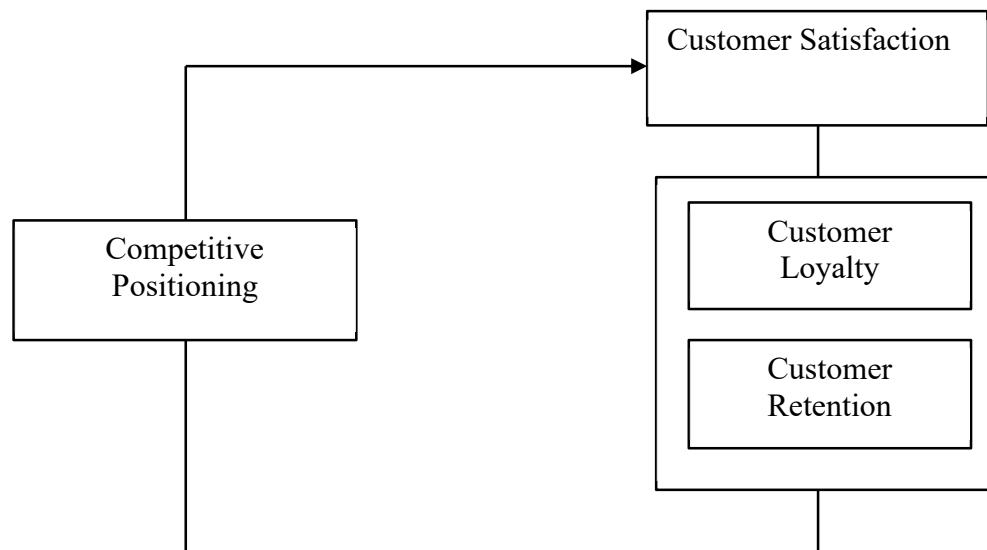 Customer Satisfaction
Competitive
Positioning
Customer
Loyalty
Customer
Retention